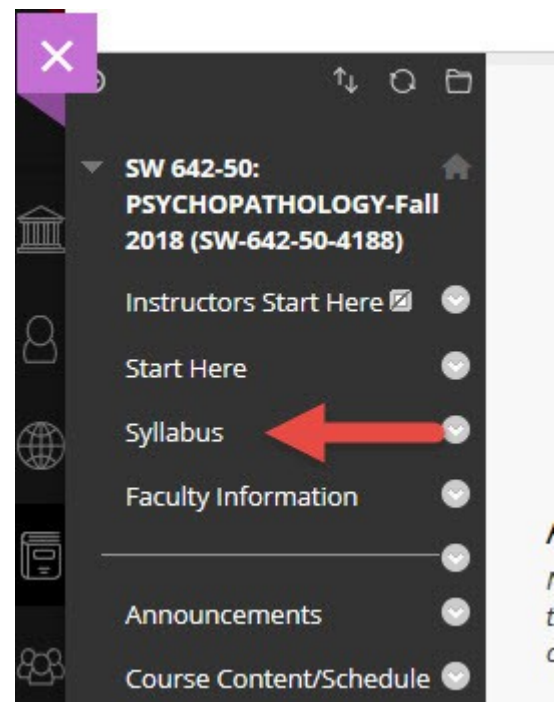 SW 642-50:
PSYCHOPATHOLOGY-Fall
2018 (SW-642-50-4188)
Instructors Start Here
Start Here
Syllabus
Faculty Information
Announcements
Course Content/Schedule